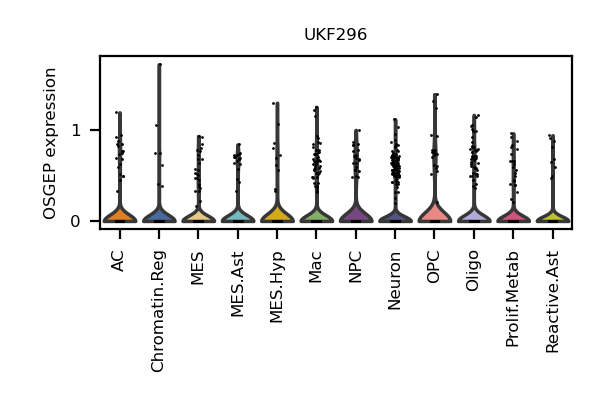 UKF296
OSGEP expression
1
0
AC
Chromatin.Reg
MES
MES.Ast
MES.Hyp
Mac
NPC
Neuron
OPC
Oligo
Prolif.Metab
Reactive.Ast